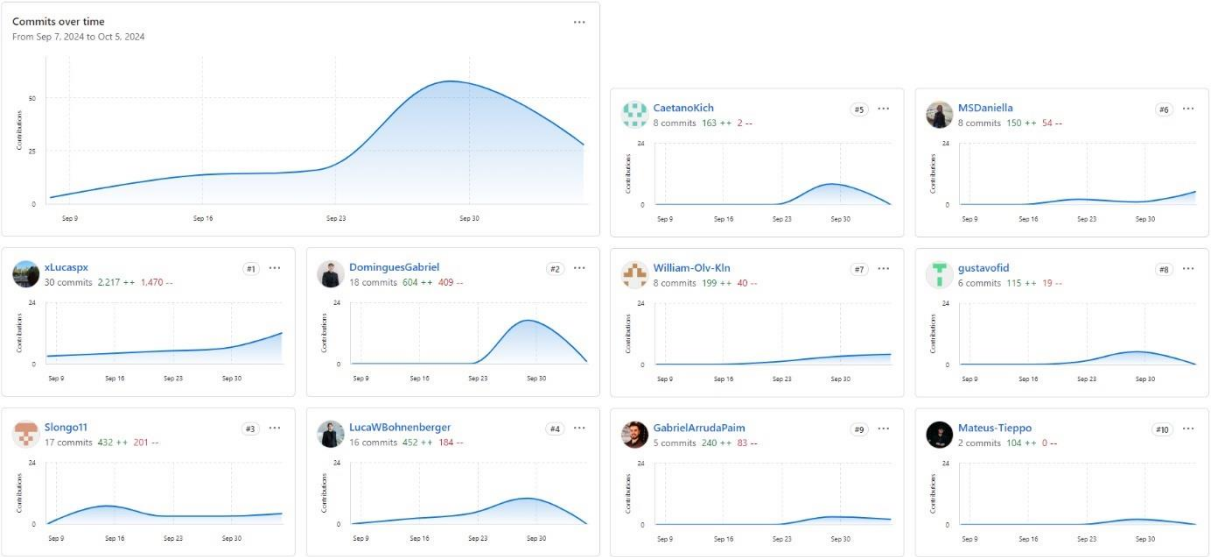 Commits over time
From Sep 7, 2024 to Oct 5, 2024
Contributions
50
25
0
Sep 9 Sep 16 Sep 23 Sep 30
xLucaspx #1
30 commits 2.217 ++ 1.470 --
Contributions
24
0
Sep 9 Sep 16 Sep 23 Sep 30
DominguesGabriel #2
18 commits 604 ++ 409 --
Contributions
24
0
Sep 9 Sep 16 Sep 23 Sep 30
Slongo11 #3
17 commits 432 ++ 201 --
Contributions
24
0
Sep 9 Sep 16 Sep 23 Sep 30
LucaWBohnenberger #4
16 commits 452 ++ 184 --
Contributions
24
0
Sep 9 Sep 16 Sep 23 Sep 30
CaetanoKich #5
8 commits 163 ++ 2 --
Contributions
24
0
Sep 9 Sep 16 Sep 23 Sep 30
MSDaniella #6
8 commits 150 ++ 54 --
Contributions
24
0
Sep 9 Sep 16 Sep 23 Sep 30
William-Olv-Kln #7
8 commits 199 ++ 40 --
Contributions
24
0
Sep 9 Sep 16 Sep 23 Sep 30
gustavofid #8
6 commits 115 ++ 19 --
Contributions
24
0
Sep 9 Sep 16 Sep 23 Sep 30
GabrielArrudaPaim #9
5 commits 240 ++ 83 --
Contributions
24
0
Sep 9 Sep 16 Sep 23 Sep 30
Mateus-Tieppo #10
2 commits 104 ++ 0 --
Contributions
24
0
Sep 9 Sep 16 Sep 23 Sep 30